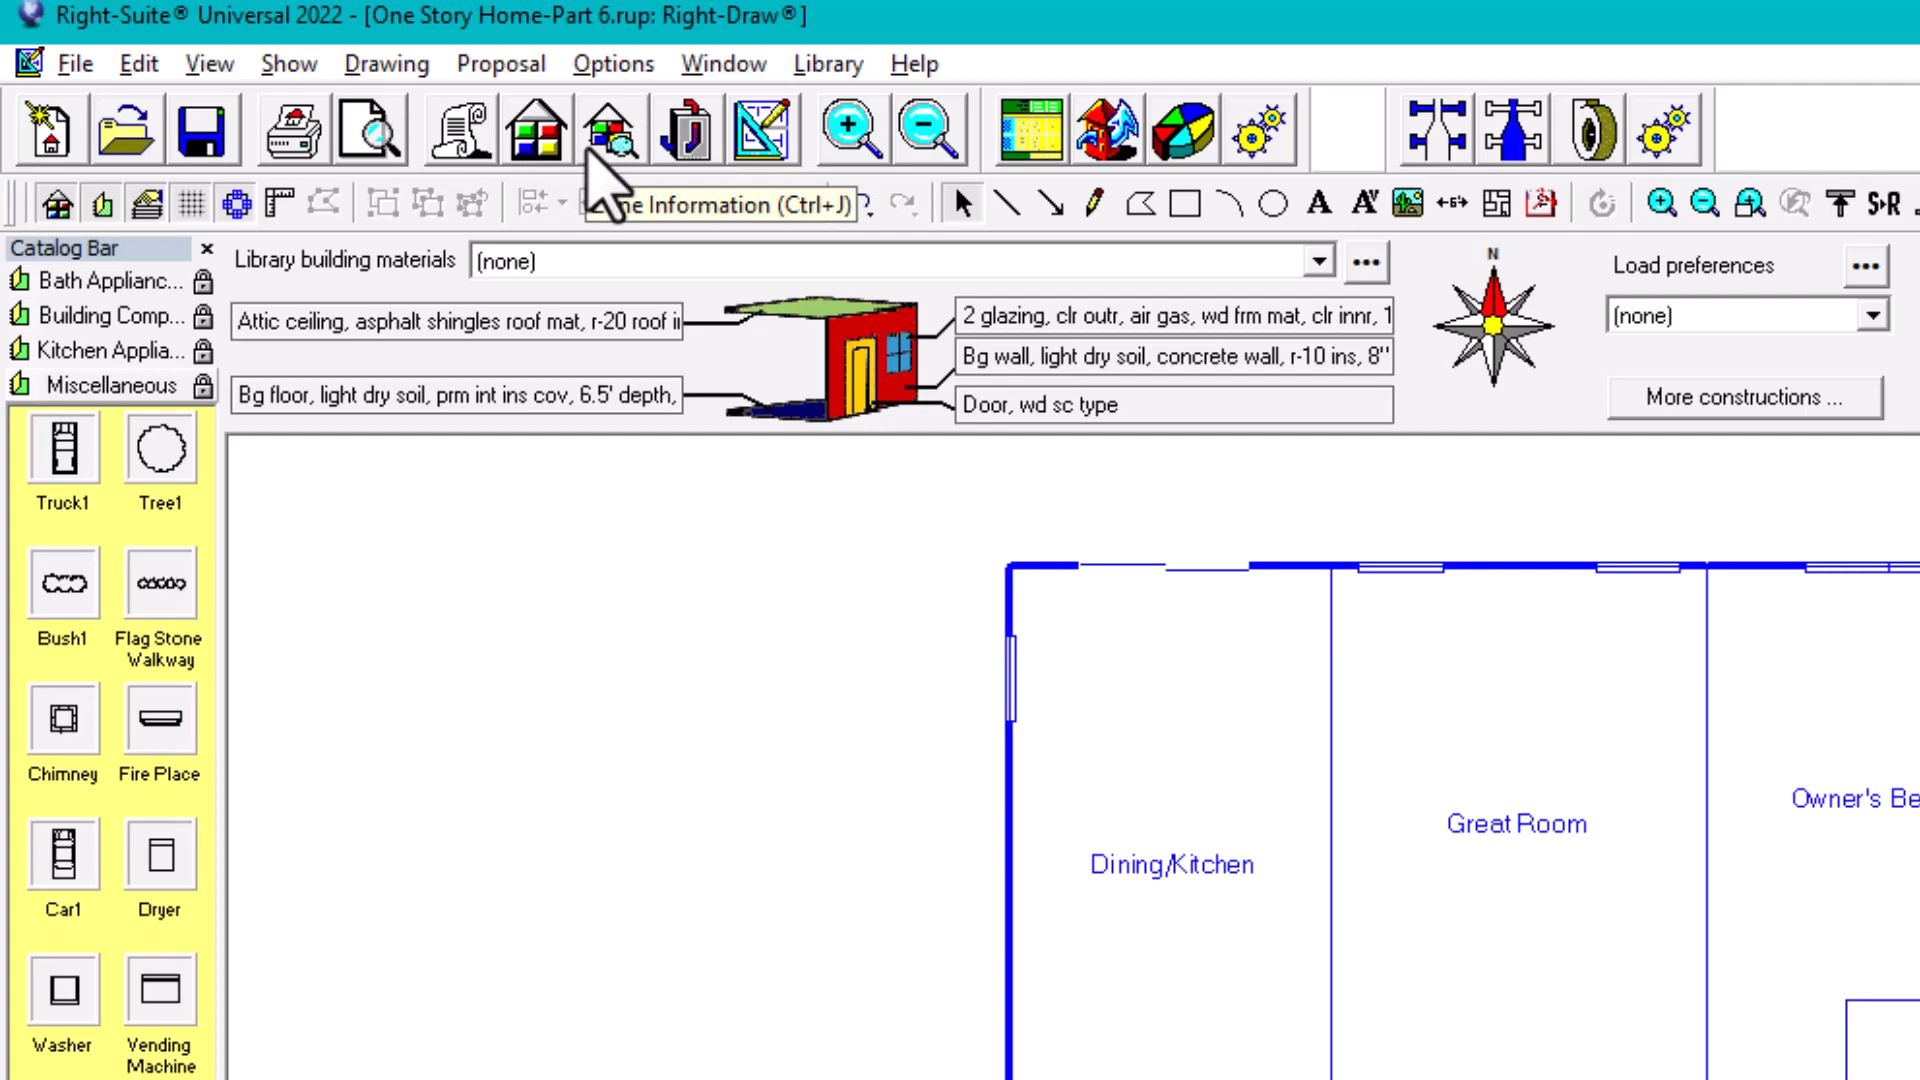 Right-Suite® Universal 2022 - [One Story Home-Part 6.rup: Right-Draw®]
File Edit View Show Drawing Proposal Options Window Library Help
Information (Ctrl+J)
A
S▸R
Catalog Bar ×
Bath Applianc...
Building Comp...
Kitchen Applia...
Miscellaneous
Library building materials (none)
Attic ceiling, asphalt shingles roof mat, r-20 roof
Bg floor, light dry soil, prm int ins cov, 6.5' depth,
2 glazing, clr outr, air gas, wd frm mat, clr innr, 1
Bg wall, light dry soil, concrete wall, r-10 ins, 8"
Door, wd sc type
N
Load preferences
(none)
More constructions ...
Truck1 Tree1
Bush1 Flag Stone
Walkway
Chimney Fire Place
Car1 Dryer
Washer Vending
Machine
Dining/Kitchen
Great Room
Owner's